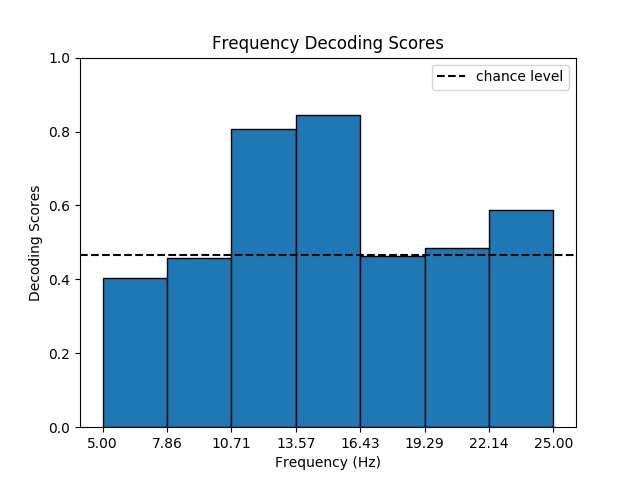 Frequency Decoding Scores
chance level
1.0
0.8
0.6
0.4
0.2
0.0
Decoding Scores
5.00 7.86 10.71 13.57 16.43 19.29 22.14 25.00
Frequency (Hz)